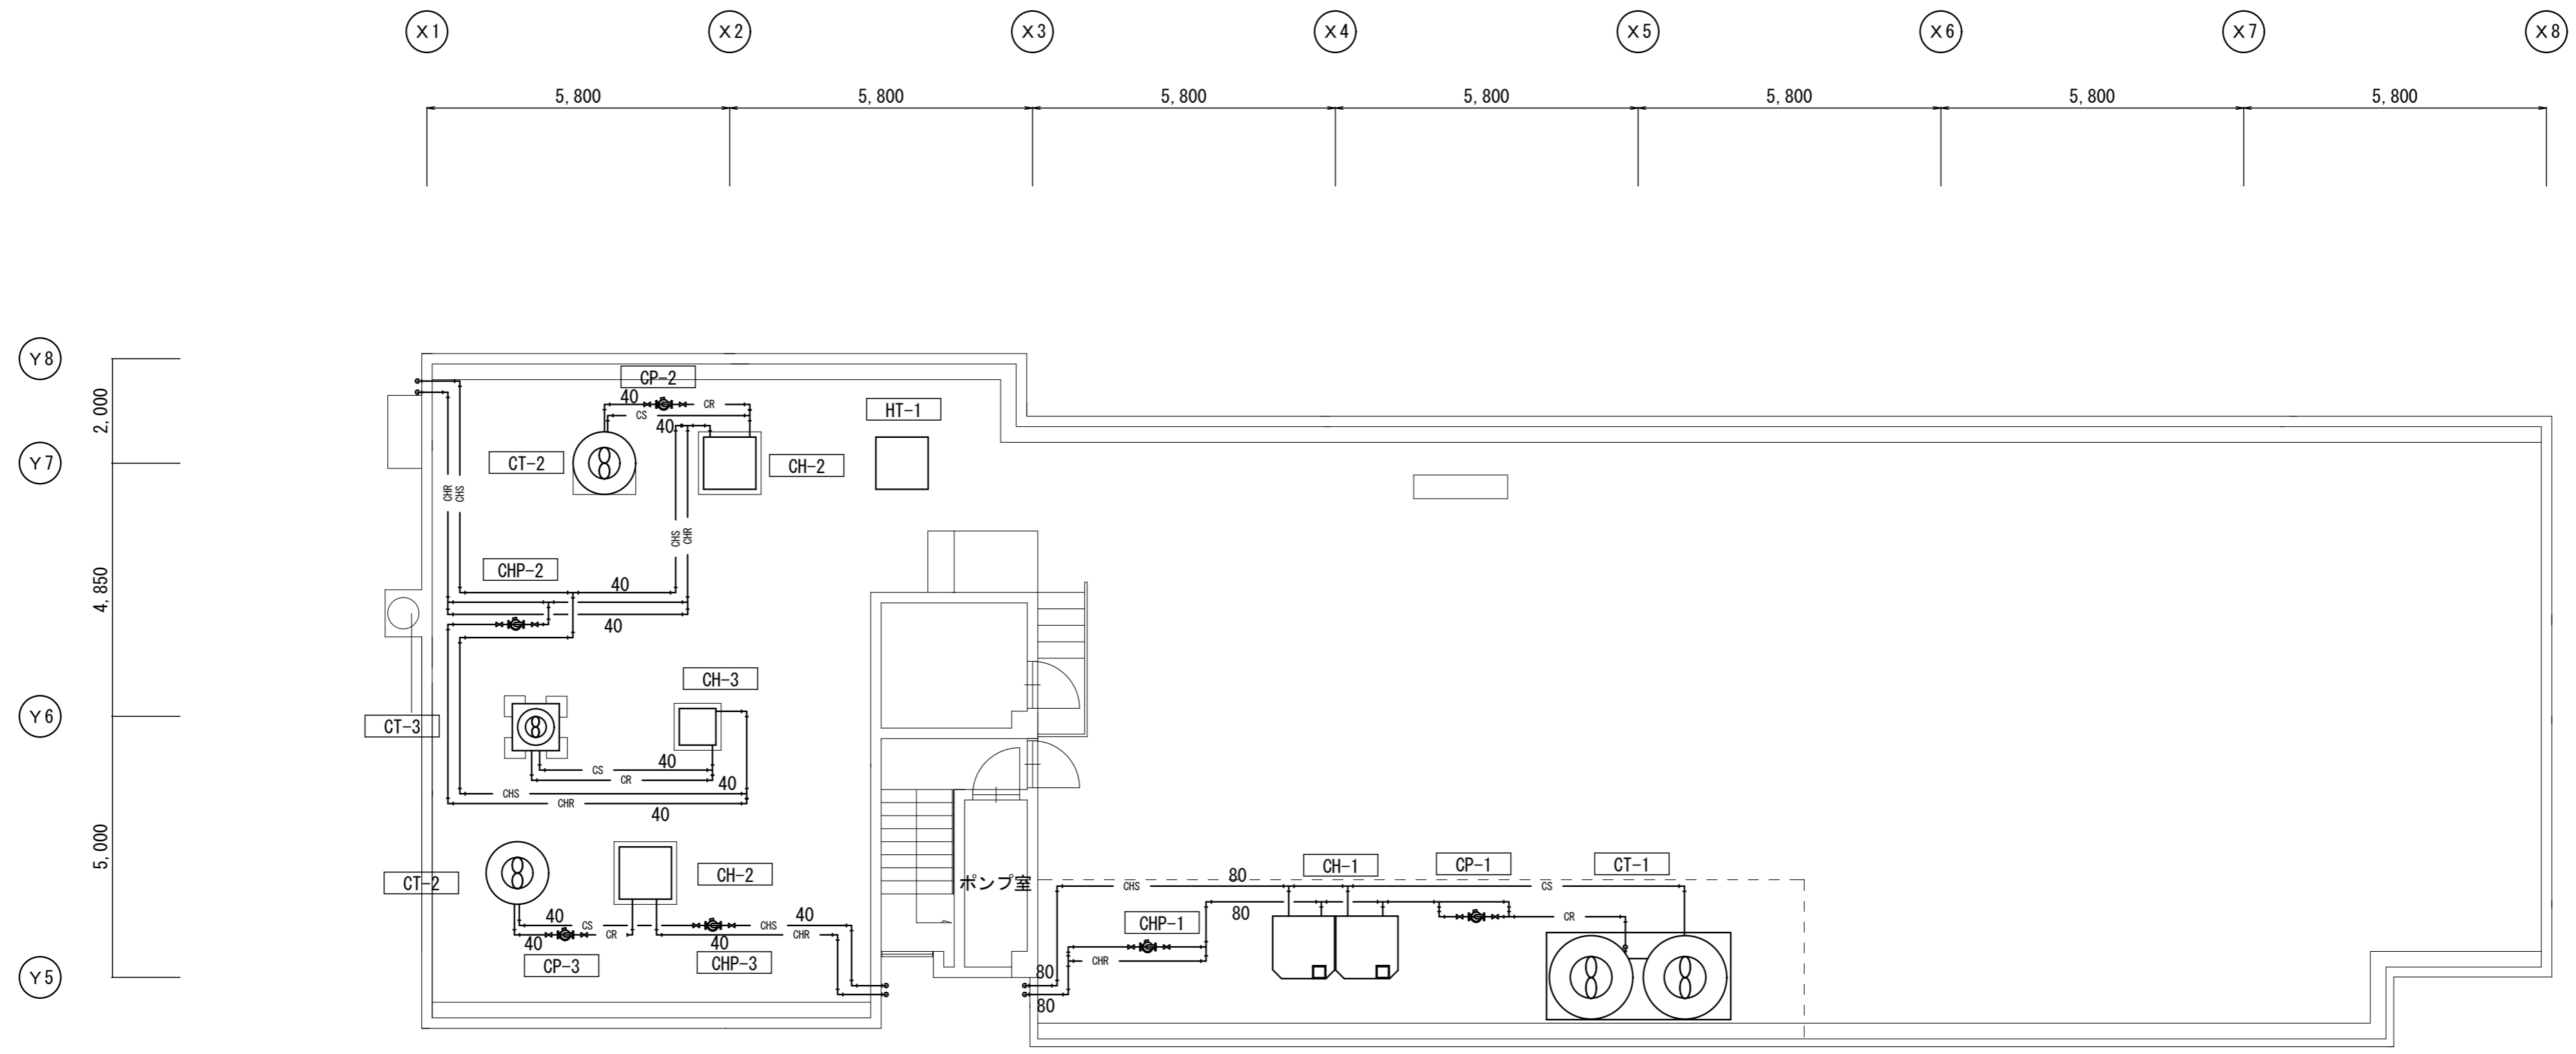 X1 X2 X3 X4 X5 X6 X7 X8
5,800 5,800 5,800 5,800 5,800 5,800 5,800
Y8
2,000
Y7
4,850
Y6
5,000
Y5
CP-2
40
CR
CS
40
HT-1
CT-2
CH-2
CHR
CHS
CHS
CHR
CHP-2
40
40
CH-3
CT-3
CS
40
CR
40
CHS
CHR
40
CT-2
CH-2
40
CS
40
CR
CP-3
40
CHS
CHR
40
CHP-3
ポンプ室
80
CHS
CH-1
CP-1
CT-1
CS
80
CHP-1
CR
CHR
80
80